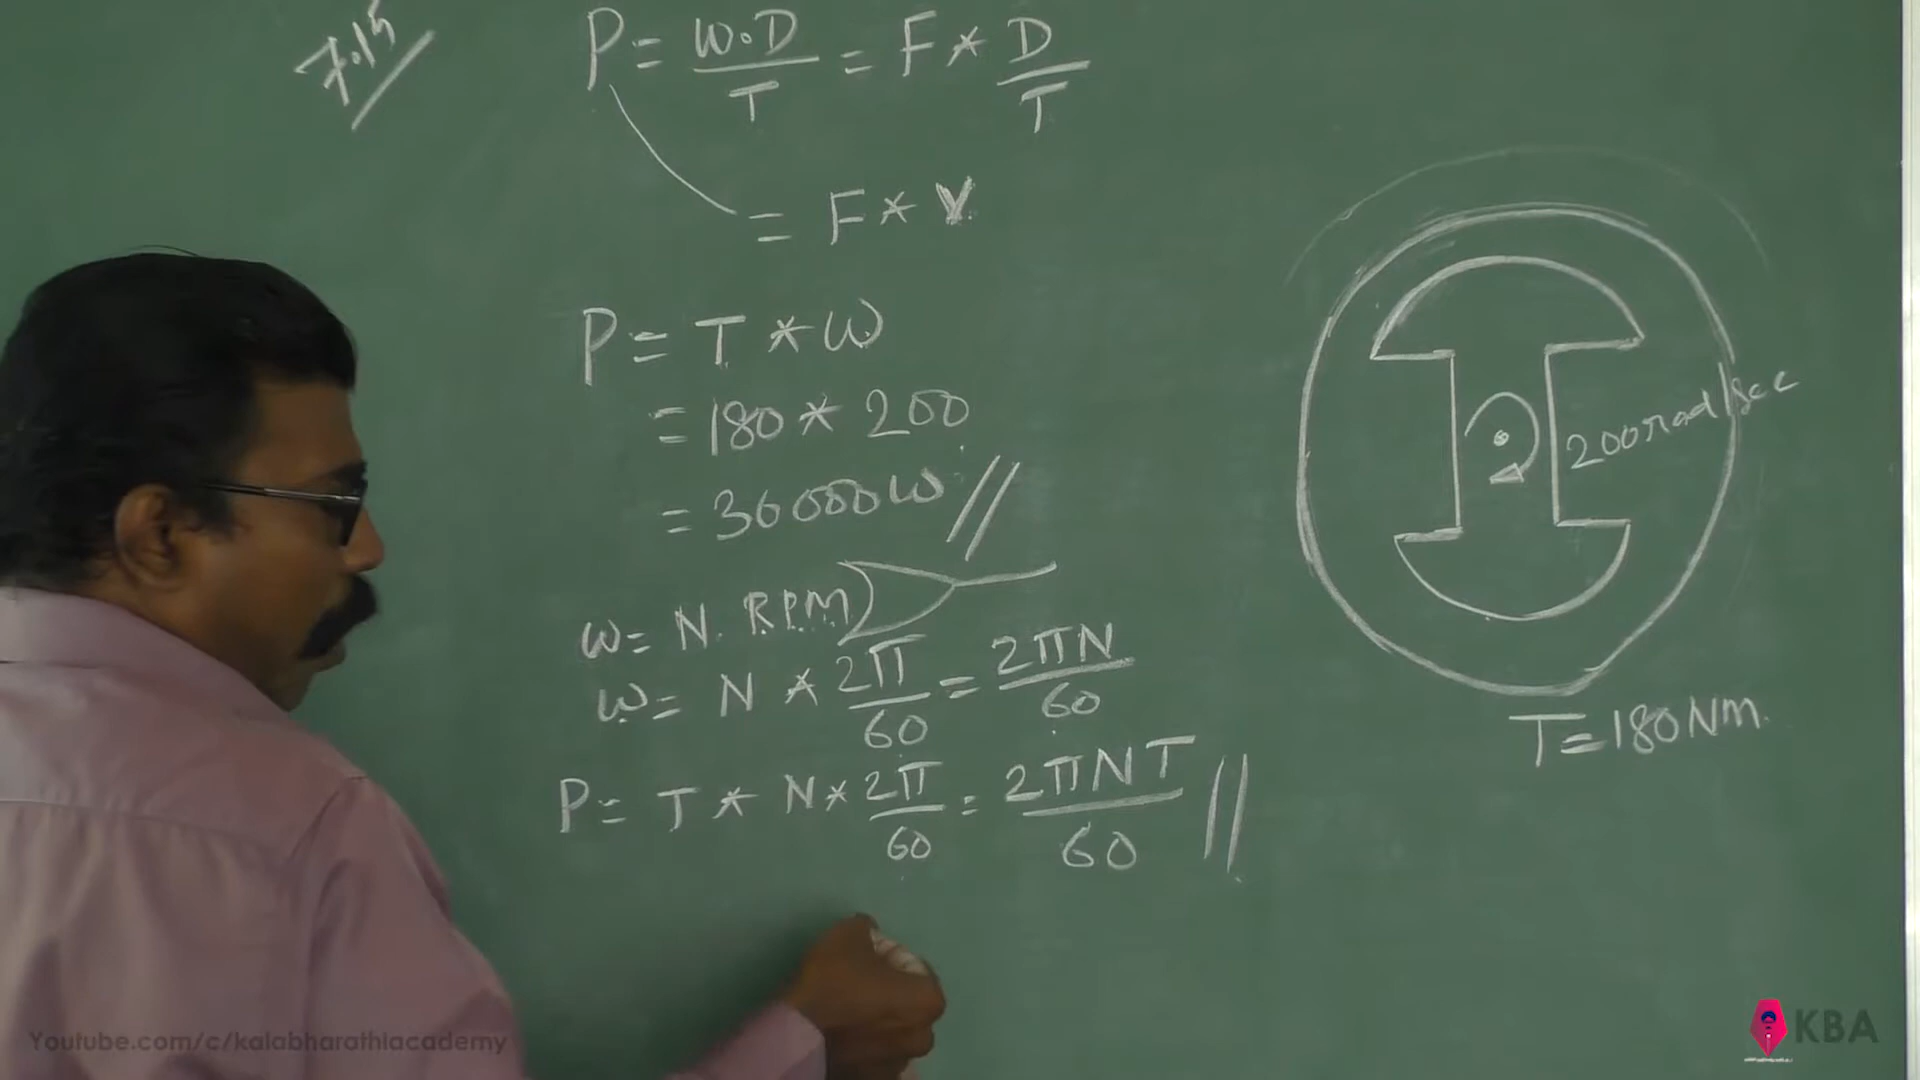 7.15
P = W.D/T = F * D/T
= F * V
P = T * ω
= 180 * 200
= 36000W //
ω = N. R.P.M
ω = N * 2π/60 = 2πN/60
P = T * N * 2π/60 = 2πNT/60 //
200 rad/sec
T = 180 Nm.
Youtube.com/c/kalabharathiacademy
KBA